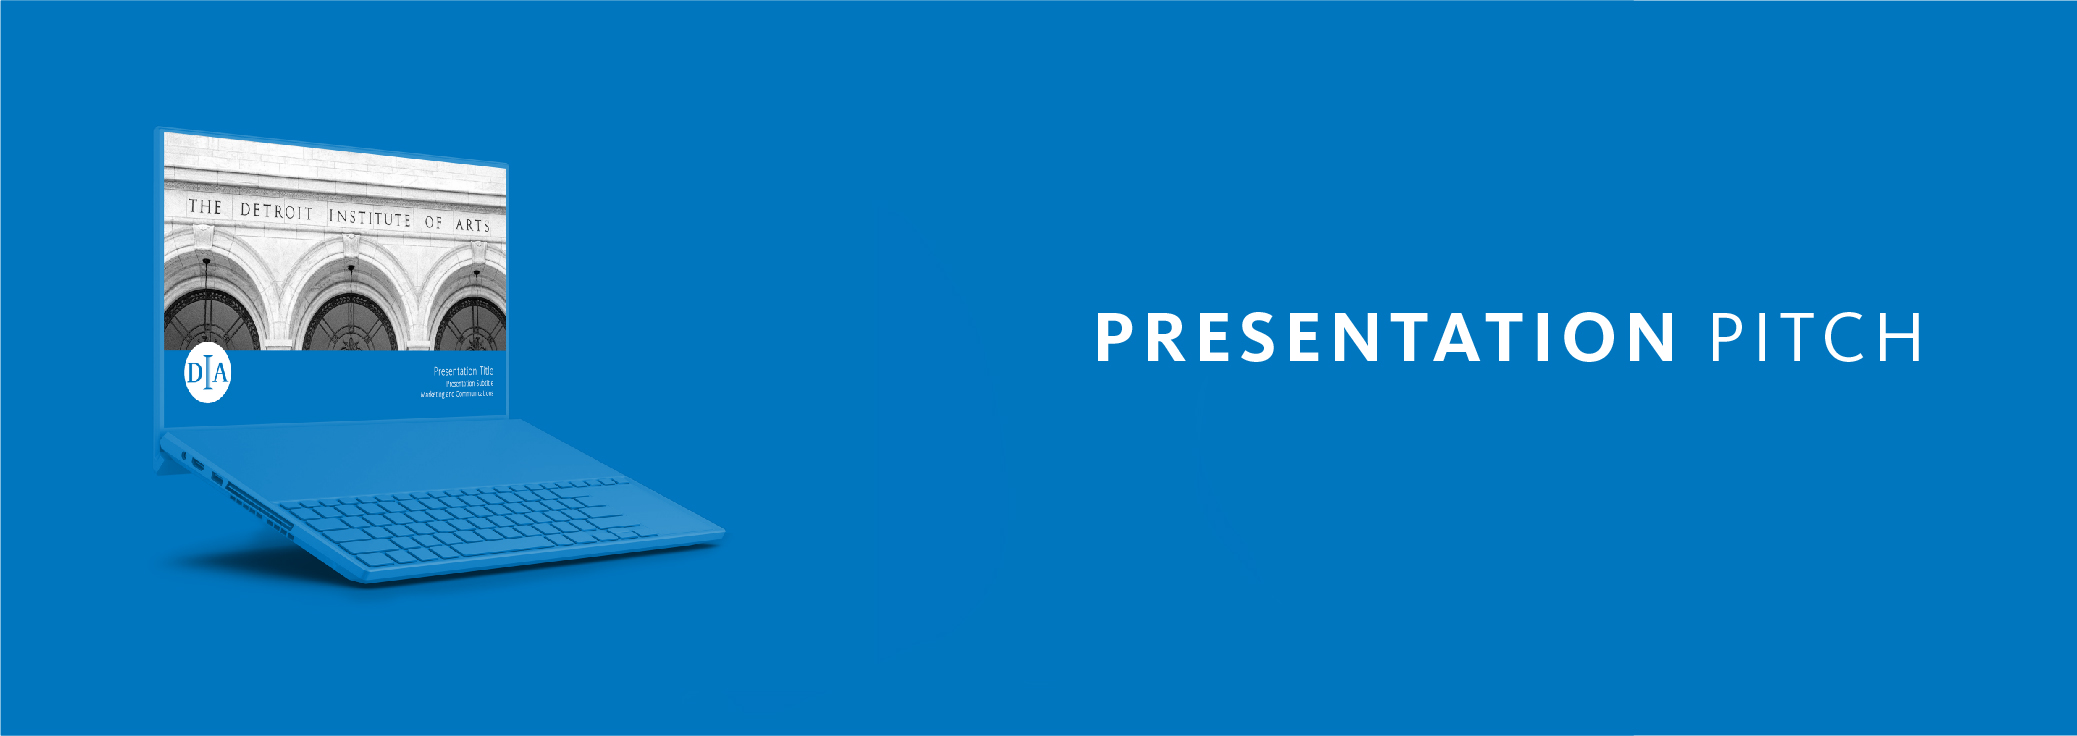 THE DETROIT INSTITUTE OF ARTS
DIA
Presentation Title
Presentation Subtitle
Marketing and Communications
PRESENTATION PITCH